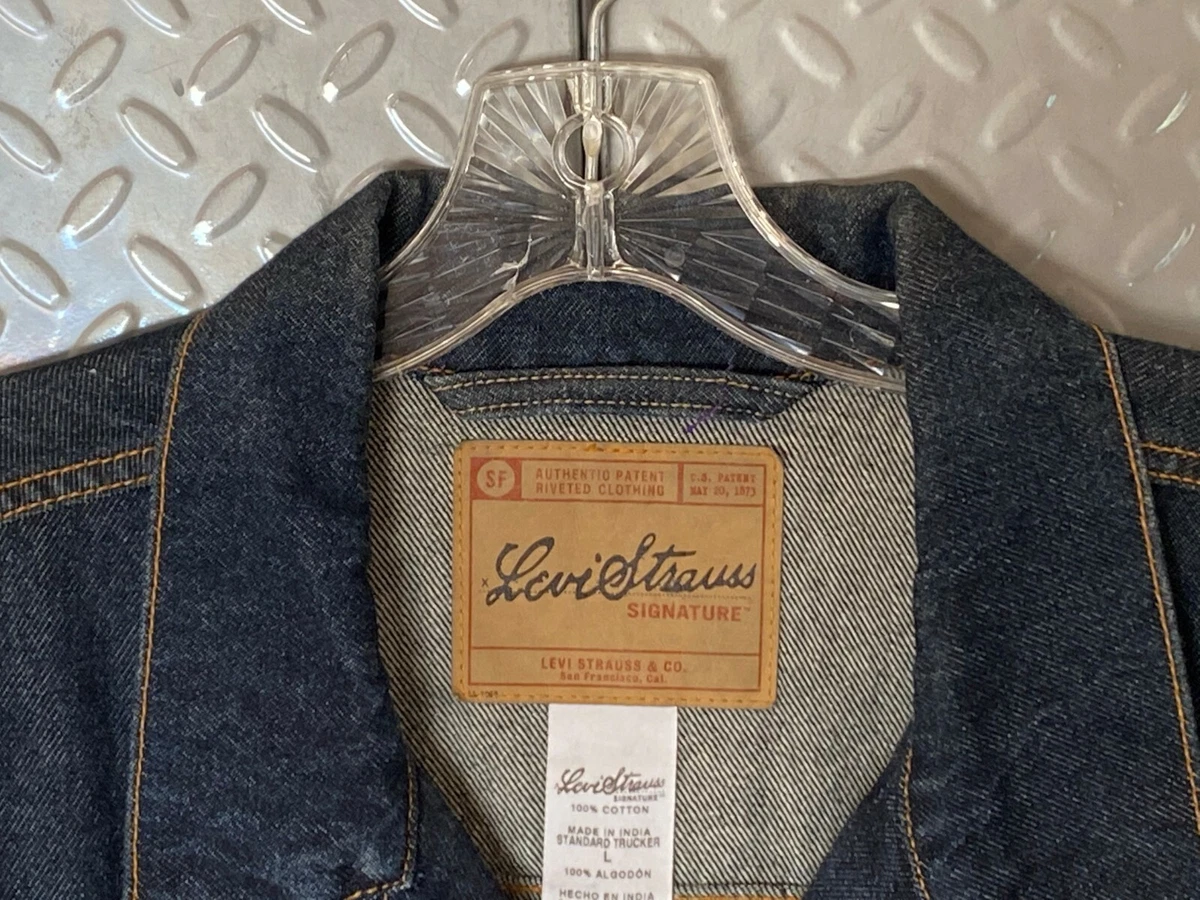 SF
AUTHENTIC PATENT
RIVETED CLOTHING
U.S. PATENT
MAY 20, 1873
x Levi Strauss
SIGNATURE™
LEVI STRAUSS & CO.
San Francisco, Cal.
Levi Strauss
SIGNATURE
100% COTTON
MADE IN INDIA
STANDARD TRUCKER
L
100% ALGODÓN
HECHO EN INDIA